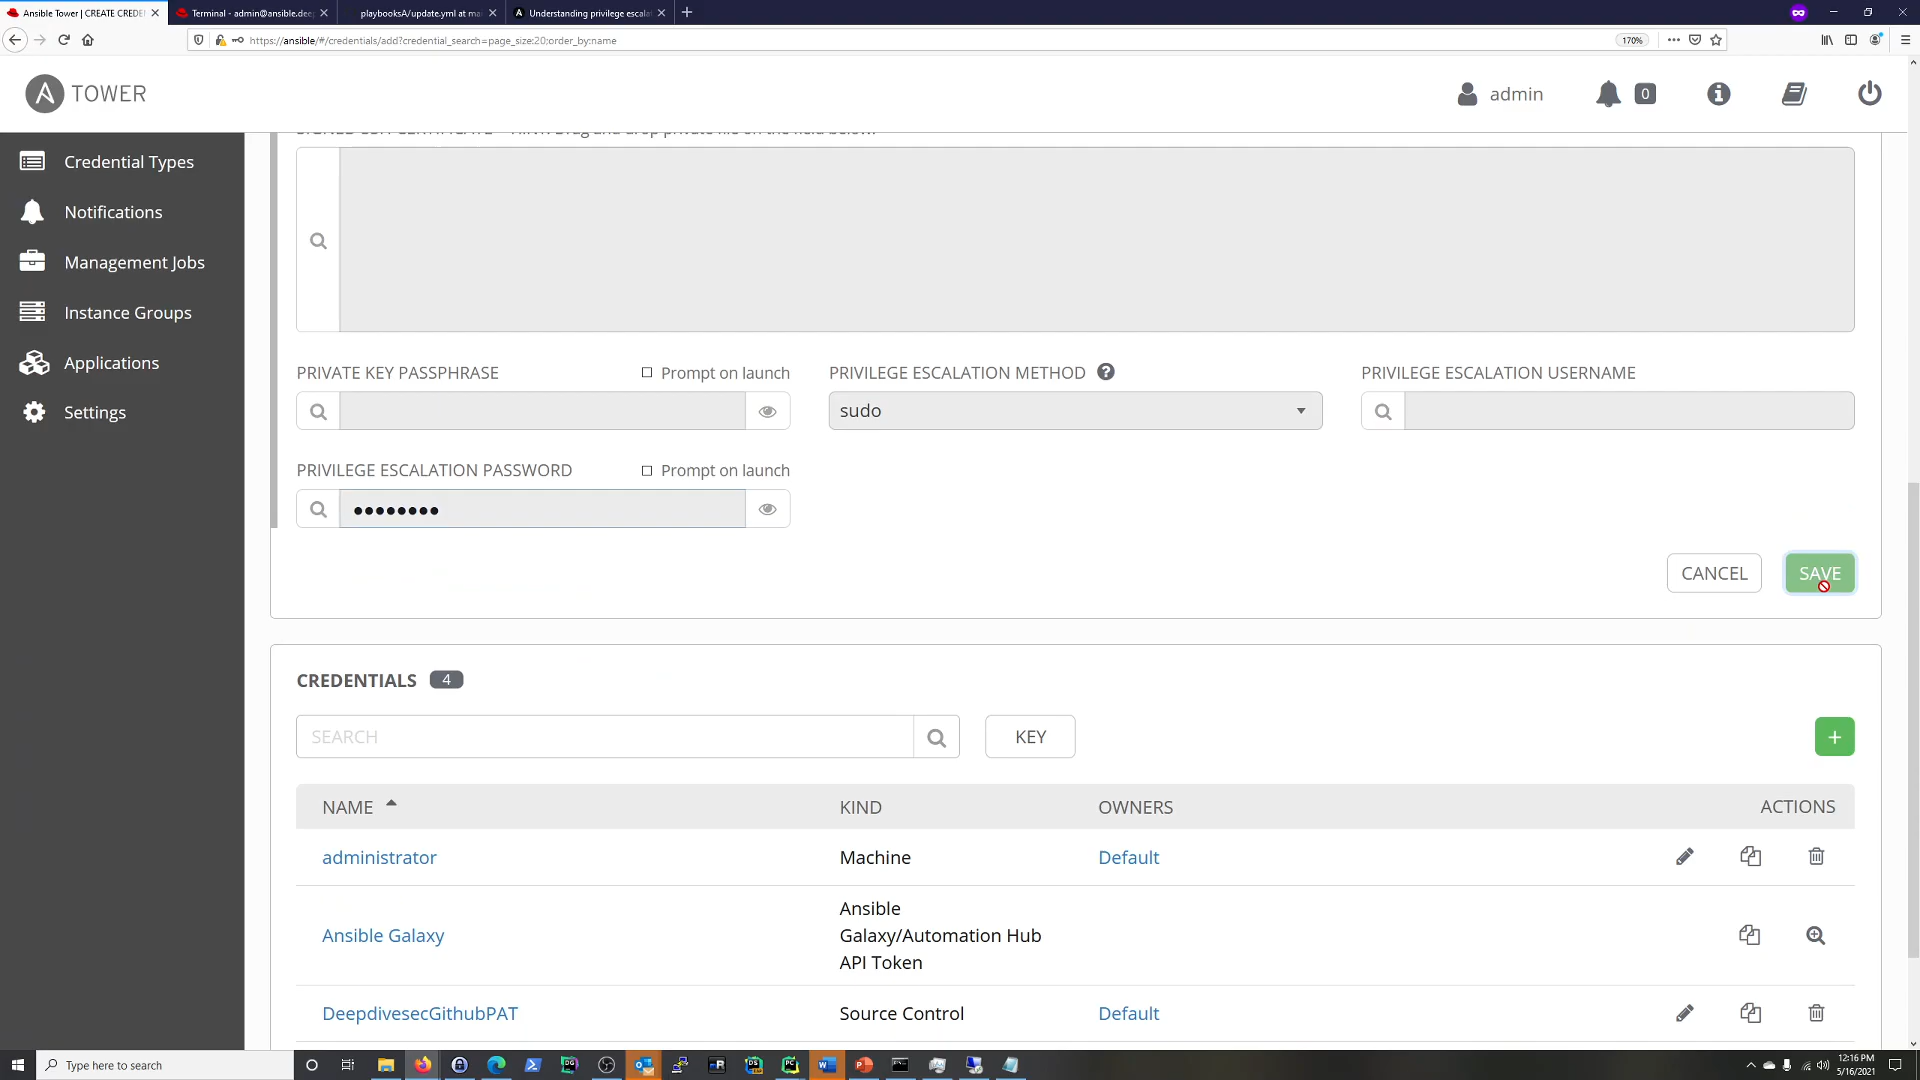 Ansible Tower | CREATE CREDE
Terminal - admin@ansible.dee
playbooksA/update.yml at ma
Understanding privilege escala
https://ansible/#/credentials/add?credential_search=page_size:20;order_by:name
170%
TOWER
admin
0
Credential Types
Notifications
Management Jobs
Instance Groups
Applications
Settings
PRIVATE KEY PASSPHRASE
Prompt on launch
PRIVILEGE ESCALATION METHOD
PRIVILEGE ESCALATION USERNAME
sudo
PRIVILEGE ESCALATION PASSWORD
Prompt on launch
CANCEL
SAVE
CREDENTIALS 4
SEARCH
KEY
NAME
KIND
OWNERS
ACTIONS
administrator
Machine
Default
Ansible Galaxy
Ansible
Galaxy/Automation Hub
API Token
DeepdivesecGithubPAT
Source Control
Default
Type here to search
12:16 PM
5/16/2021